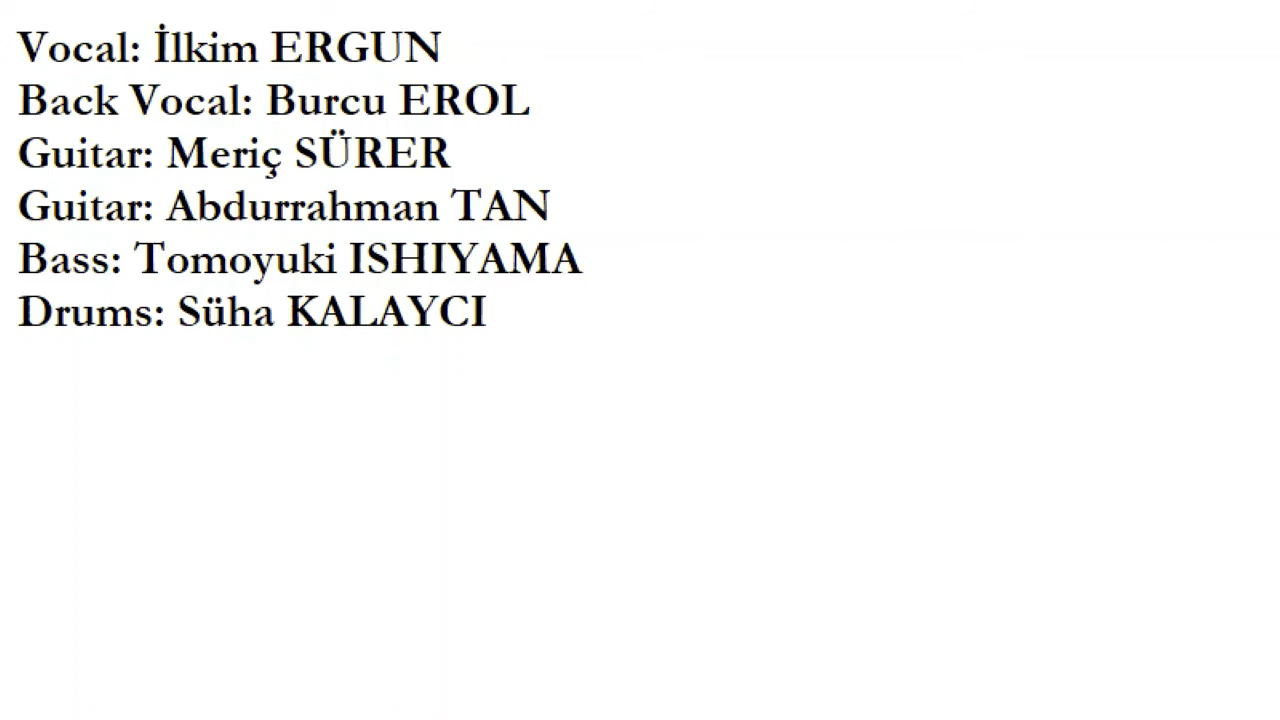 Vocal: İlkim ERGUN
Back Vocal: Burcu EROL
Guitar: Meriç SÜRER
Guitar: Abdurrahman TAN
Bass: Tomoyuki ISHIYAMA
Drums: Süha KALAYCI